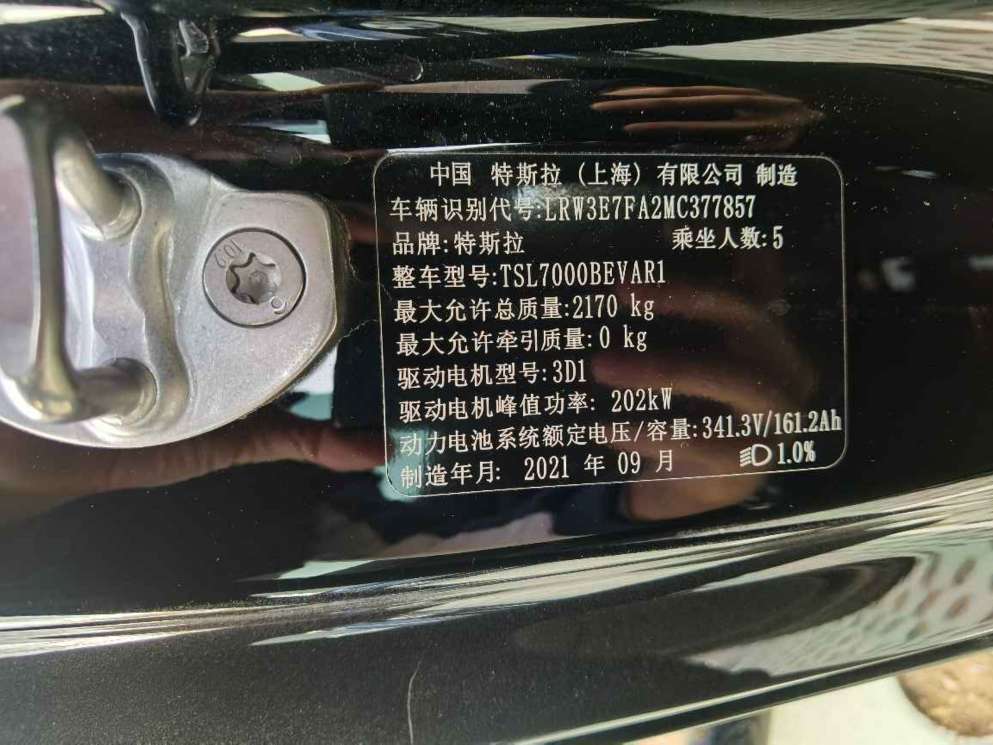 中国 特斯拉 (上海) 有限公司 制造
车辆识别代号:LRW3E7FA2MC377857
品牌:特斯拉 乘坐人数:5
整车型号:TSL7000BEVAR1
最大允许总质量:2170 kg
最大允许牵引质量:0 kg
驱动电机型号:3D1
驱动电机峰值功率: 202kW
动力电池系统额定电压/容量:341.3V/161.2Ah
制造年月: 2021 年 09 月 1.0%
10.9